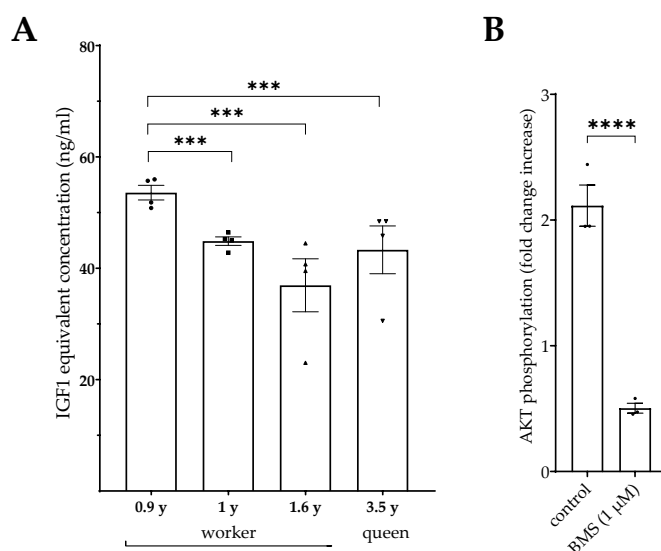 A
IGF1 equivalent concentration (ng/ml)
80
60
40
20
***
***
***
0.9 y
1 y
1.6 y
3.5 y
worker
queen
B
AKT phosphorylation (fold change increase)
3
2
1
0
****
control
BMS (1 µM)